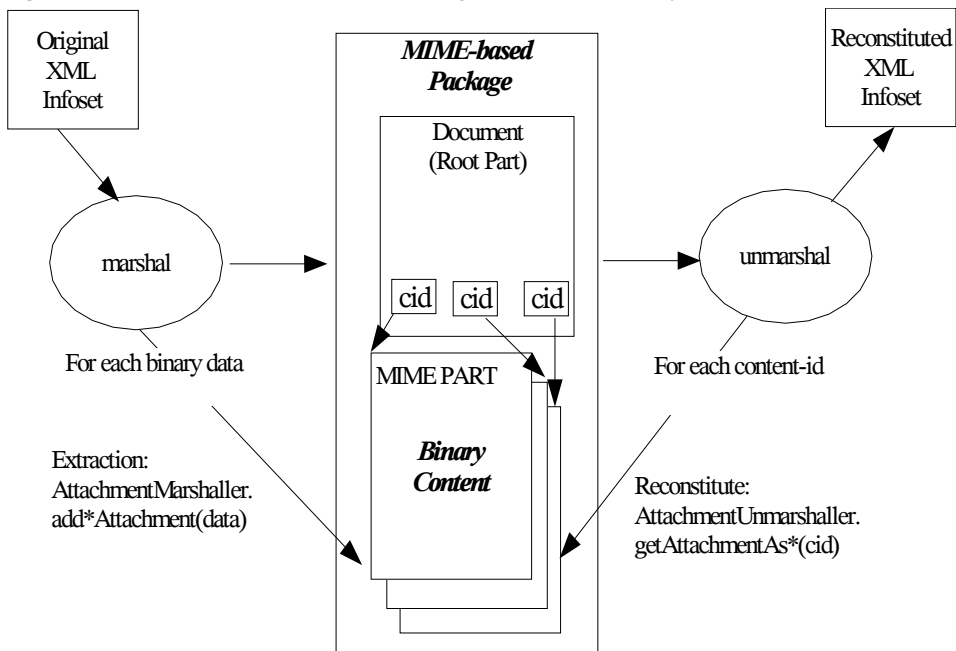 Original
XML
Infoset
MIME-based
Package
Reconstituted
XML
Infoset
Document
(Root Part)
marshal
unmarshal
cid
cid
cid
For each binary data
For each content-id
MIME PART
Binary
Content
Extraction:
AttachmentMarshaller.
add*Attachment(data)
Reconstitute:
AttachmentUnmarshaller.
getAttachmentAs*(cid)